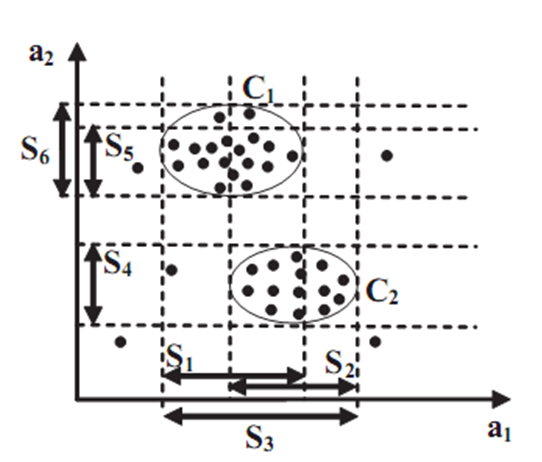 a₂
C₁
S₆
S₅
S₄
C₂
S₁
S₂
S₃
a₁